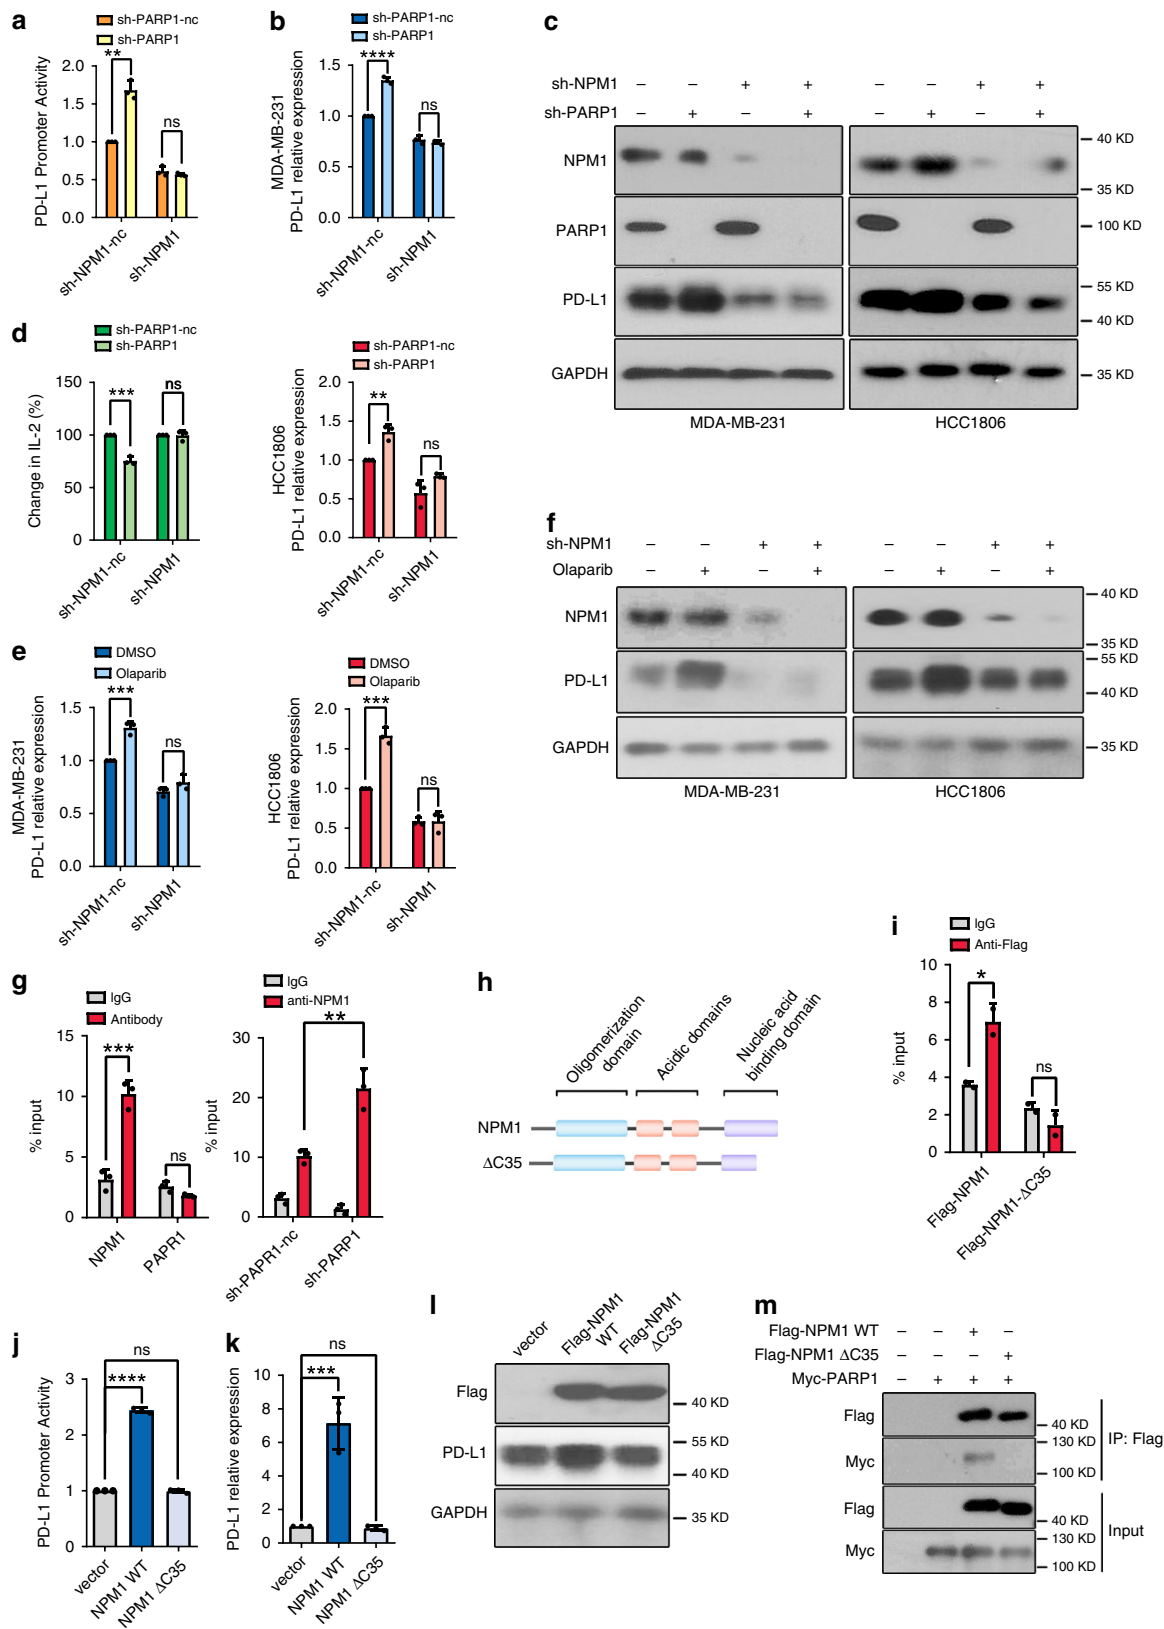 a
sh-PARP1-nc
sh-PARP1
**
ns
PD-L1 Promoter Activity
2.0
1.5
1.0
0.5
0.0
sh-NPM1-nc
sh-NPM1
b
sh-PARP1-nc
sh-PARP1
****
ns
MDA-MB-231
PD-L1 relative expression
1.5
1.0
0.5
0.0
sh-NPM1-nc
sh-NPM1
c
sh-NPM1 – – + + – – + +
sh-PARP1 – + – + – + – +
NPM1
40 KD
35 KD
PARP1
100 KD
PD-L1
55 KD
40 KD
GAPDH
35 KD
MDA-MB-231
HCC1806
d
sh-PARP1-nc
sh-PARP1
***
ns
Change in IL-2 (%)
150
100
50
0
sh-NPM1-nc
sh-NPM1
sh-PARP1-nc
sh-PARP1
**
ns
HCC1806
PD-L1 relative expression
2.0
1.5
1.0
0.5
0.0
sh-NPM1-nc
sh-NPM1
e
DMSO
Olaparib
***
ns
MDA-MB-231
PD-L1 relative expression
1.5
1.0
0.5
0.0
sh-NPM1-nc
sh-NPM1
DMSO
Olaparib
***
ns
HCC1806
PD-L1 relative expression
2.0
1.5
1.0
0.5
0.0
sh-NPM1-nc
sh-NPM1
f
sh-NPM1 – – + + – – + +
Olaparib – + – + – + – +
NPM1
40 KD
35 KD
PD-L1
55 KD
40 KD
GAPDH
35 KD
MDA-MB-231
HCC1806
g
IgG
Antibody
***
ns
% input
15
10
5
0
NPM1
PAPR1
IgG
anti-NPM1
**
% input
30
20
10
0
sh-PAPR1-nc
sh-PARP1
h
Oligomerization
domain
Acidic domains
Nucleic acid
binding domain
NPM1
ΔC35
i
IgG
Anti-Flag
*
ns
% input
10
8
6
4
2
0
Flag-NPM1
Flag-NPM1-ΔC35
j
ns
****
PD-L1 Promoter Activity
3
2
1
0
vector
NPM1 WT
NPM1 ΔC35
k
ns
***
PD-L1 relative expression
10
8
6
4
2
0
vector
NPM1 WT
NPM1 ΔC35
l
vector
Flag-NPM1
WT
Flag-NPM1
ΔC35
Flag
40 KD
PD-L1
55 KD
40 KD
GAPDH
35 KD
m
Flag-NPM1 WT – – + –
Flag-NPM1 ΔC35 – – – +
Myc-PARP1 – + + +
Flag
40 KD
Myc
130 KD
100 KD
IP: Flag
Flag
40 KD
Myc
130 KD
100 KD
Input